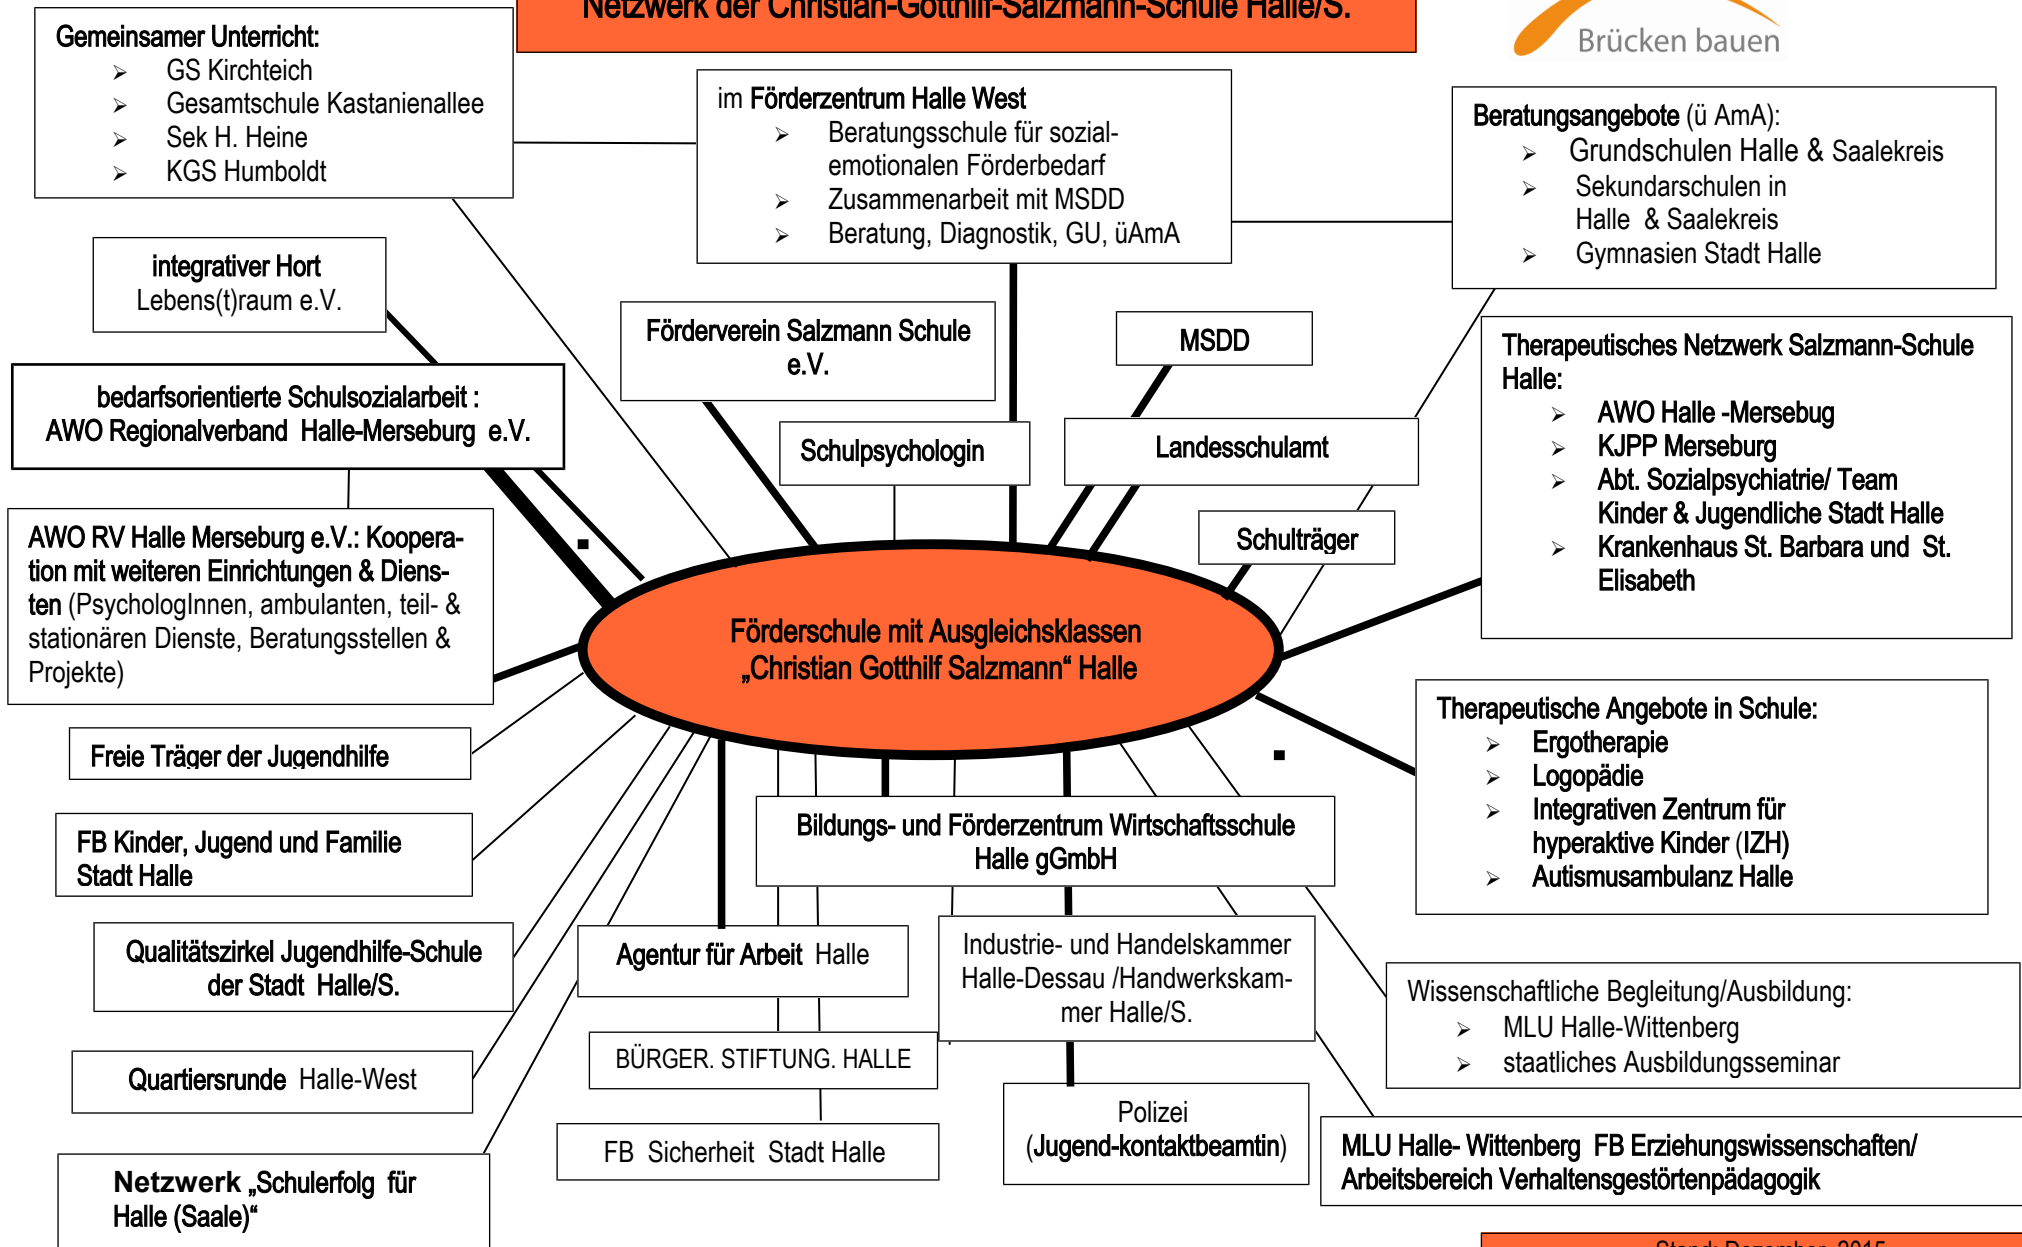 Netzwerk der Christian-Gotthilf-Salzmann-Schule Halle/S.
Brücken bauen
Gemeinsamer Unterricht:
➢ GS Kirchteich
➢ Gesamtschule Kastanienallee
➢ Sek H. Heine
➢ KGS Humboldt
im Förderzentrum Halle West
➢ Beratungsschule für sozial-
emotionalen Förderbedarf
➢ Zusammenarbeit mit MSDD
➢ Beratung, Diagnostik, GU, üAmA
Beratungsangebote (ü AmA):
➢ Grundschulen Halle & Saalekreis
➢ Sekundarschulen in
Halle & Saalekreis
➢ Gymnasien Stadt Halle
integrativer Hort
Lebens(t)raum e.V.
Förderverein Salzmann Schule
e.V.
MSDD
Therapeutisches Netzwerk Salzmann-Schule
Halle:
➢ AWO Halle -Mersebug
➢ KJPP Merseburg
➢ Abt. Sozialpsychiatrie/ Team
Kinder & Jugendliche Stadt Halle
➢ Krankenhaus St. Barbara und St.
Elisabeth
bedarfsorientierte Schulsozialarbeit :
AWO Regionalverband Halle-Merseburg e.V.
Schulpsychologin
Landesschulamt
Schulträger
AWO RV Halle Merseburg e.V.: Koopera-
tion mit weiteren Einrichtungen & Diens-
ten (PsychologInnen, ambulanten, teil- &
stationären Dienste, Beratungsstellen &
Projekte)
Förderschule mit Ausgleichsklassen
„Christian Gotthilf Salzmann“ Halle
Therapeutische Angebote in Schule:
➢ Ergotherapie
➢ Logopädie
➢ Integrativen Zentrum für
hyperaktive Kinder (IZH)
➢ Autismusambulanz Halle
Freie Träger der Jugendhilfe
FB Kinder, Jugend und Familie
Stadt Halle
Bildungs- und Förderzentrum Wirtschaftsschule
Halle gGmbH
Qualitätszirkel Jugendhilfe-Schule
der Stadt Halle/S.
Agentur für Arbeit Halle
Industrie- und Handelskammer
Halle-Dessau /Handwerkskam-
mer Halle/S.
Wissenschaftliche Begleitung/Ausbildung:
➢ MLU Halle-Wittenberg
➢ staatliches Ausbildungsseminar
Quartiersrunde Halle-West
BÜRGER. STIFTUNG. HALLE
Polizei
(Jugend-kontaktbeamtin)
FB Sicherheit Stadt Halle
MLU Halle- Wittenberg FB Erziehungswissenschaften/
Arbeitsbereich Verhaltensgestörtenpädagogik
Netzwerk „Schulerfolg für
Halle (Saale)“
Stand: Dezember 2015